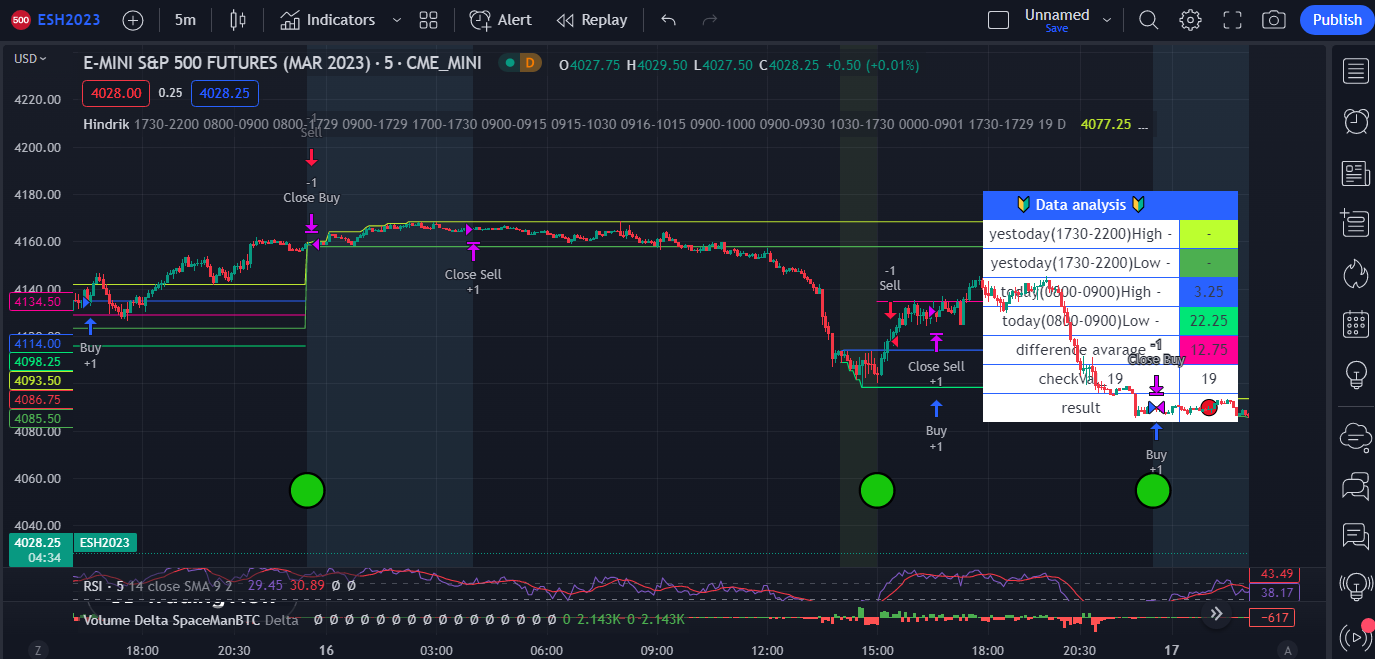 500 ESH2023 5m Indicators Alert Replay Unnamed Save Publish
USD E-MINI S&P 500 FUTURES (MAR 2023) · 5 · CME_MINI D O4027.75 H4029.50 L4027.50 C4028.25 +0.50 (+0.01%)
4028.00 0.25 4028.25
4220.00
Hindrik 1730-2200 0800-0900 0800-1729 0900-1729 1700-1730 0900-0915 0915-1030 0916-1015 0900-1000 0900-0930 1030-1730 0000-0901 1730-1729 19 D 4077.25 ...
-1
Sell
4200.00
4180.00
-1
Close Buy
4160.00
4140.00
4134.50
4114.00
4098.25
4093.50
4086.75
4085.50
4080.00
4060.00
4040.00
4028.25 ESH2023
04:34
Buy
+1
Close Sell
+1
-1
Sell
Close Sell
+1
Buy
+1
Data analysis
yestoday(1730-2200)High - -
yestoday(1730-2200)Low - -
today(0800-0900)High - 3.25
today(0800-0900)Low - 22.25
difference avarage 12.75
19 19
result
-1
Close Buy
Buy
+1
RSI · 5 14 close SMA 9 2 29.45 30.89 Ø Ø
43.49
38.17
Volume Delta SpaceManBTC Delta Ø Ø Ø Ø Ø Ø Ø Ø Ø Ø Ø Ø Ø Ø Ø Ø 0 2.143K 0 2.143K
-617
Z 18:00 20:30 16 03:00 06:00 09:00 12:00 15:00 18:00 20:30 17 A